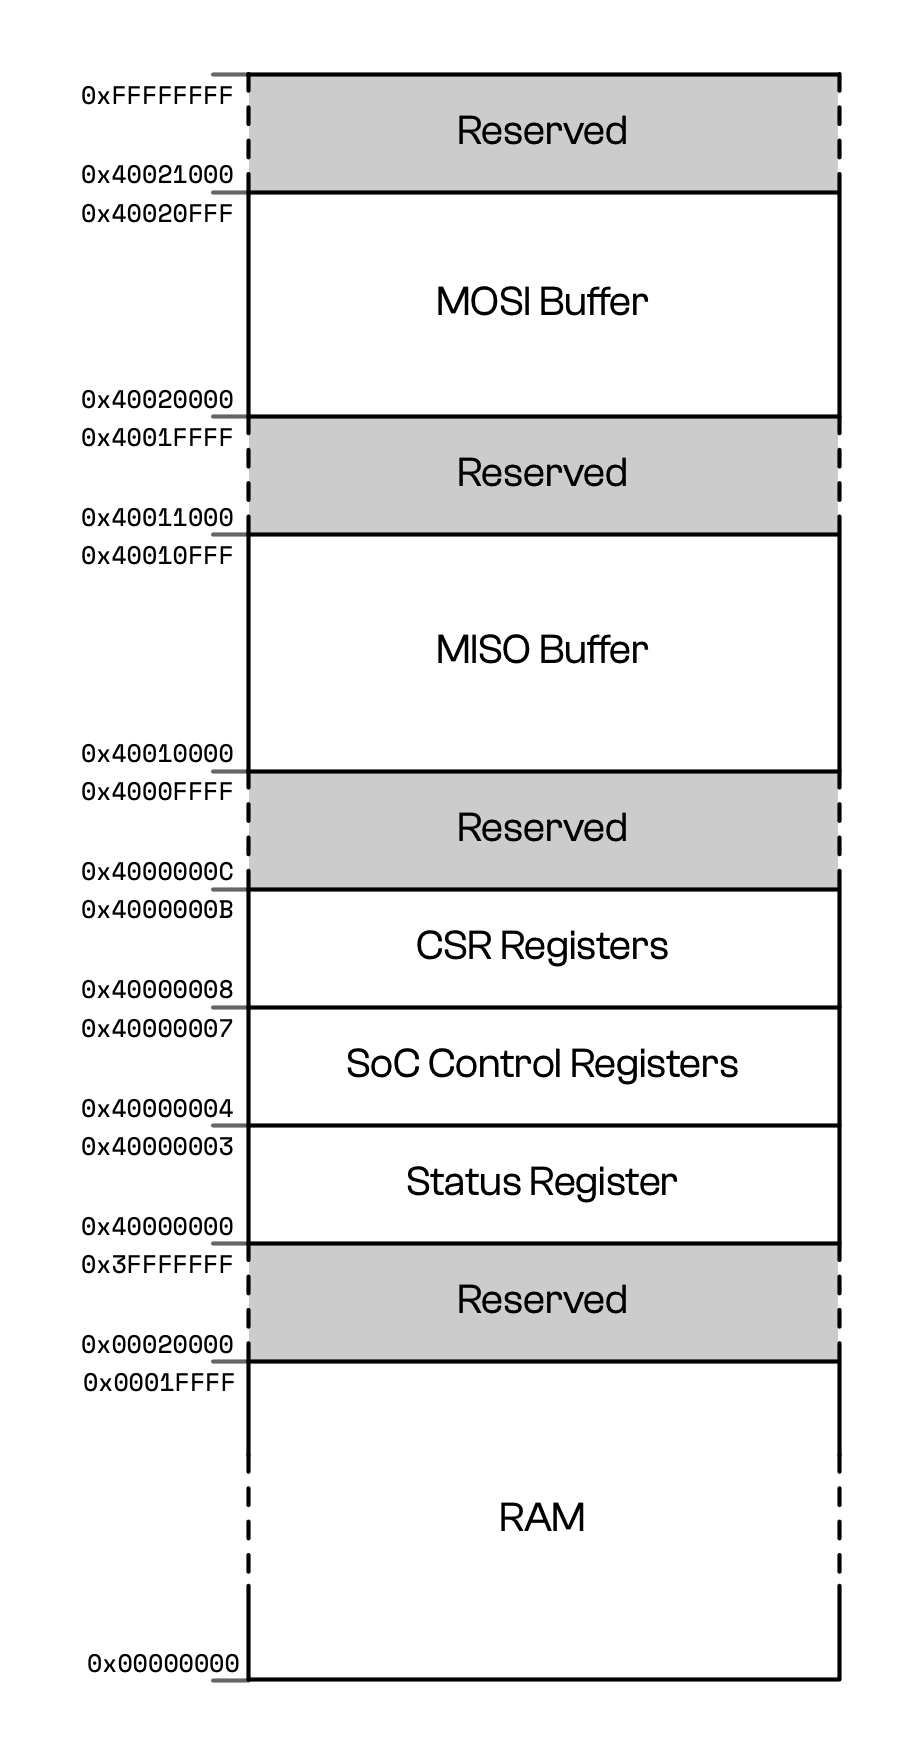 0xFFFFFFFF
Reserved
0x40021000
0x40020FFF
MOSI Buffer
0x40020000
0x4001FFFF
Reserved
0x40011000
0x40010FFF
MISO Buffer
0x40010000
0x4000FFFF
Reserved
0x4000000C
0x4000000B
CSR Registers
0x40000008
0x40000007
SoC Control Registers
0x40000004
0x40000003
Status Register
0x40000000
0x3FFFFFFF
Reserved
0x00020000
0x0001FFFF
RAM
0x00000000